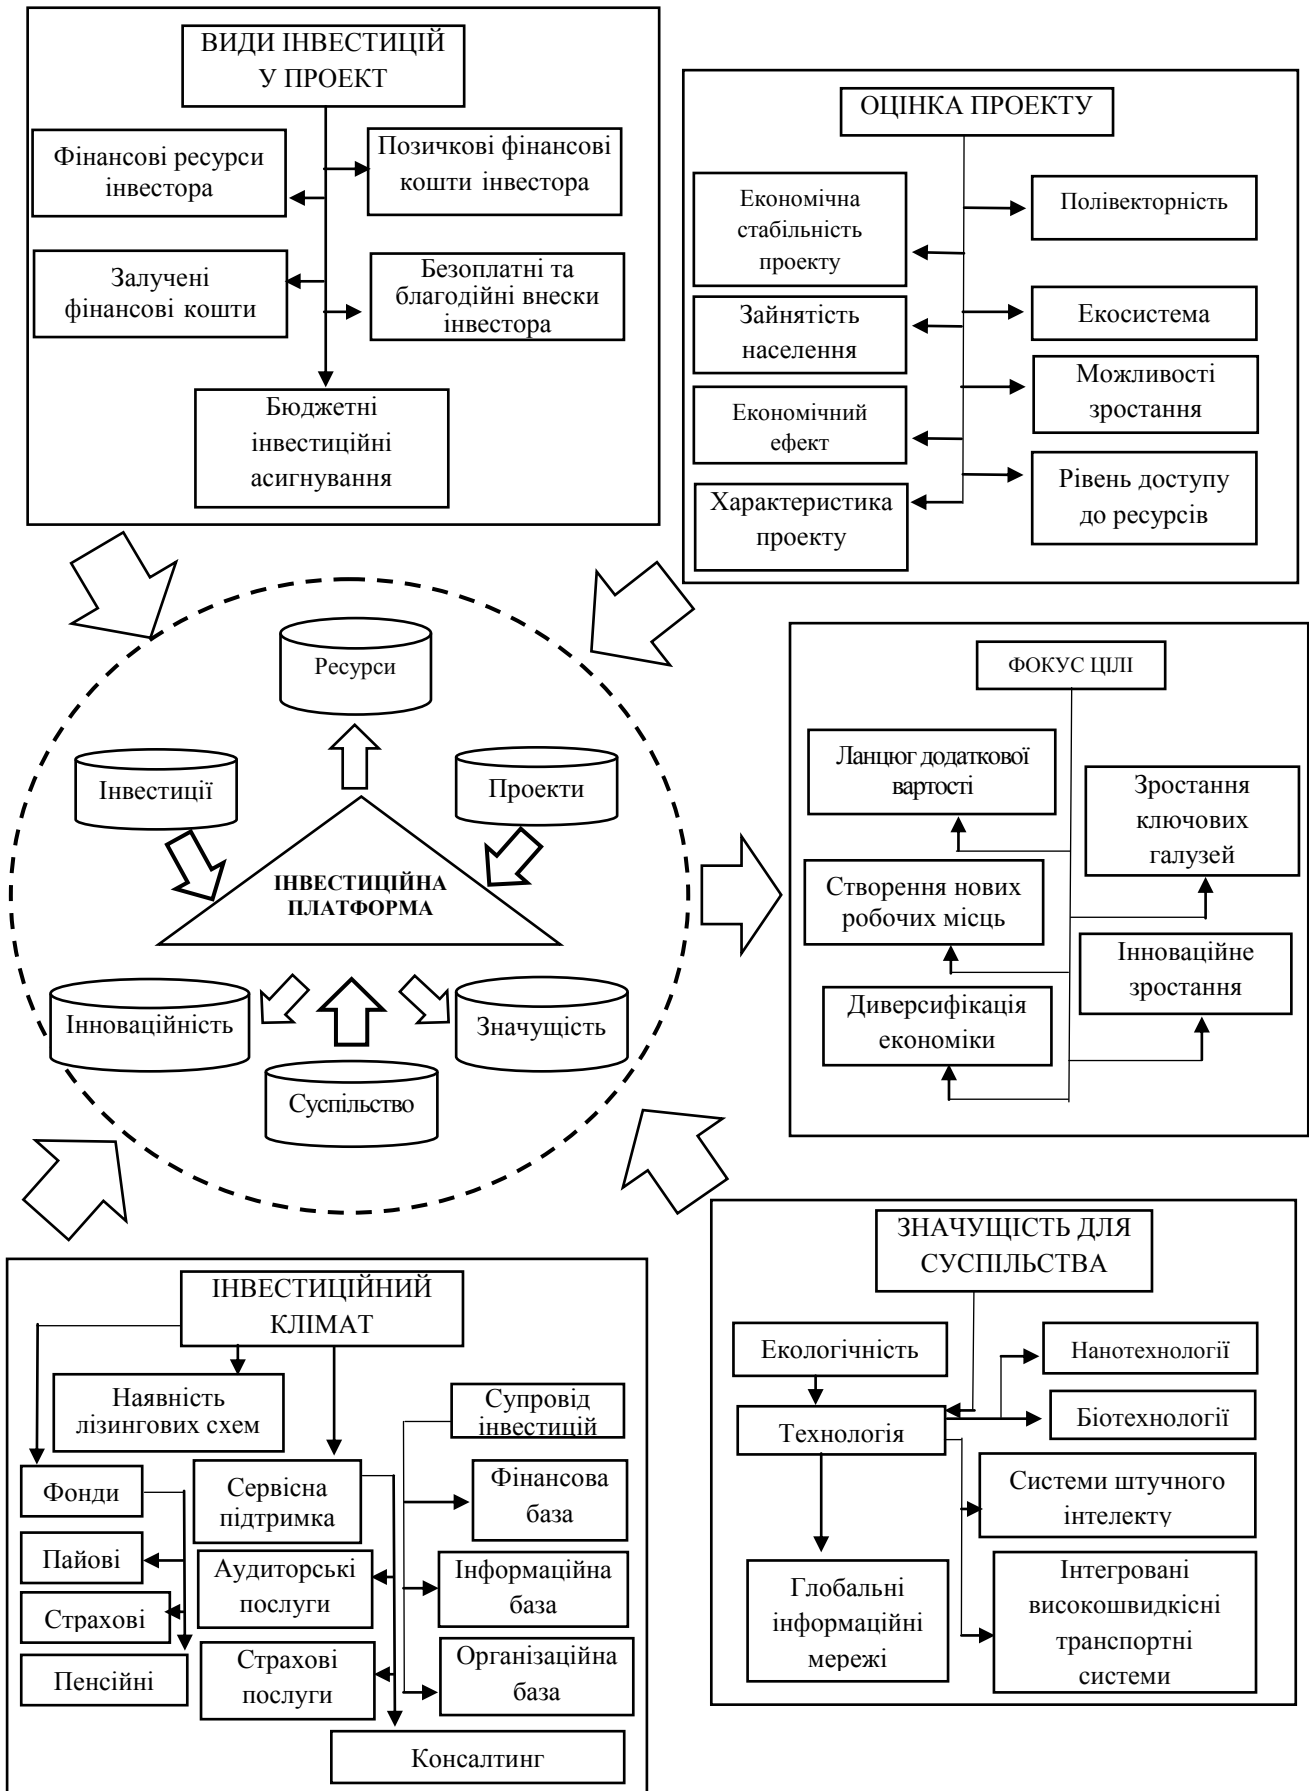 ВИДИ ІНВЕСТИЦІЙ
У ПРОЕКТ
Фінансові ресурси
інвестора
Позичкові фінансові
кошти інвестора
Залучені
фінансові кошти
Безоплатні та
благодійні внески
інвестора
Бюджетні
інвестиційні
асигнування
ОЦІНКА ПРОЕКТУ
Економічна
стабільність
проекту
Полівекторність
Зайнятість
населення
Екосистема
Можливості
зростання
Економічний
ефект
Рівень доступу
до ресурсів
Характеристика
проекту
Ресурси
Інвестиції
Проекти
ІНВЕСТИЦІЙНА
ПЛАТФОРМА
Інноваційність
Значущість
Суспільство
ФОКУС ЦІЛІ
Ланцюг додаткової
вартості
Зростання
ключових
галузей
Створення нових
робочих місць
Інноваційне
зростання
Диверсифікація
економіки
ІНВЕСТИЦІЙНИЙ
КЛІМАТ
Наявність
лізингових схем
Супровід
інвестицій
Фонди
Сервісна
підтримка
Фінансова
база
Пайові
Аудиторські
послуги
Інформаційна
база
Страхові
Страхові
послуги
Організаційна
база
Пенсійні
Консалтинг
ЗНАЧУЩІСТЬ ДЛЯ
СУСПІЛЬСТВА
Екологічність
Нанотехнології
Технологія
Біотехнології
Системи штучного
інтелекту
Глобальні
інформаційні
мережі
Інтегровані
високошвидкісні
транспортні
системи